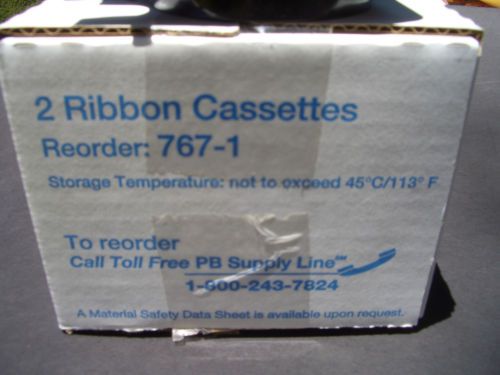 2 Ribbon Cassettes
Reorder: 767-1
Storage Temperature: not to exceed 45°C/113° F
To reorder
Call Toll Free PB Supply Line℠
1-800-243-7824
A Material Safety Data Sheet is available upon request.